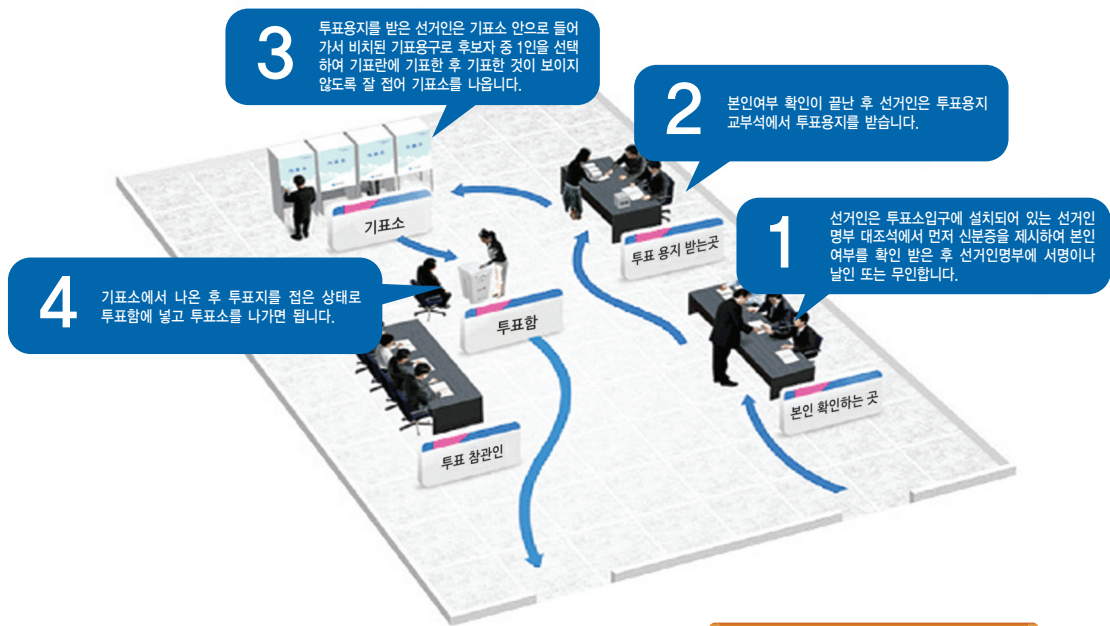 3
투표용지를 받은 선거인은 기표소 안으로 들어
가서 비치된 기표용구로 후보자 중 1인을 선택
하여 기표란에 기표한 후 기표한 것이 보이지
않도록 잘 접어 기표소를 나옵니다.
2
본인여부 확인이 끝난 후 선거인은 투표용지
교부석에서 투표용지를 받습니다.
1
선거인은 투표소입구에 설치되어 있는 선거인
명부 대조석에서 먼저 신분증을 제시하여 본인
여부를 확인 받은 후 선거인명부에 서명이나
날인 또는 무인합니다.
4
기표소에서 나온 후 투표지를 접은 상태로
투표함에 넣고 투표소를 나가면 됩니다.
기표소
투표 용지 받는곳
투표함
본인 확인하는 곳
투표 참관인